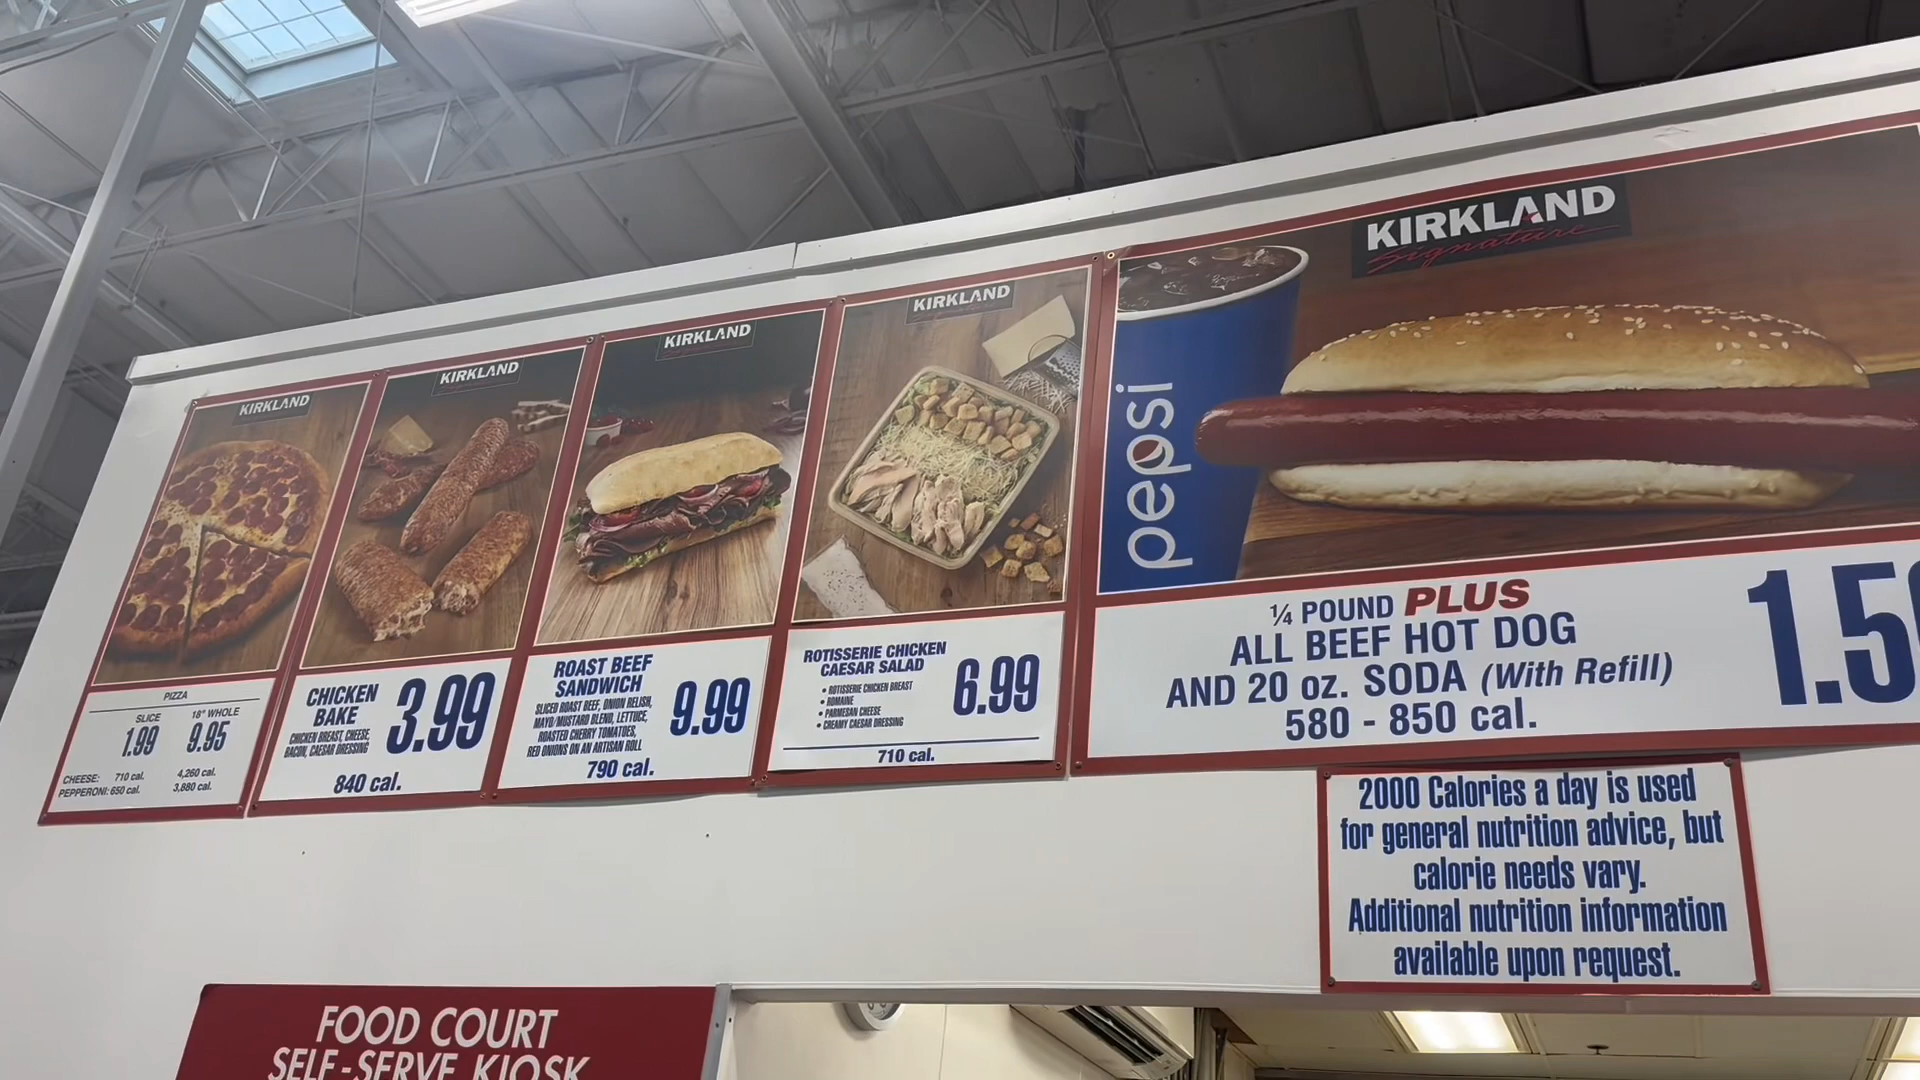 KIRKLAND
PIZZA
SLICE 18" WHOLE
1.99 9.95
CHEESE: 710 cal. 4,260 cal.
PEPPERONI: 650 cal. 3,880 cal.
KIRKLAND
CHICKEN
BAKE
3.99
CHICKEN BREAST, CHEESE,
BACON, CAESAR DRESSING
840 cal.
KIRKLAND
ROAST BEEF
SANDWICH
9.99
SLICED ROAST BEEF, ONION RELISH,
MAYO/MUSTARD BLEND, LETTUCE,
ROASTED CHERRY TOMATOES,
RED ONIONS ON AN ARTISAN ROLL
790 cal.
KIRKLAND
ROTISSERIE CHICKEN
CAESAR SALAD
6.99
• ROTISSERIE CHICKEN BREAST
• ROMAINE
• PARMESAN CHEESE
• CREAMY CAESAR DRESSING
710 cal.
KIRKLAND
Signature
pepsi
1/4 POUND PLUS
ALL BEEF HOT DOG
AND 20 oz. SODA (With Refill)
580 - 850 cal.
1.5
2000 Calories a day is used
for general nutrition advice, but
calorie needs vary.
Additional nutrition information
available upon request.
FOOD COURT
SELF-SERVE KIOSK